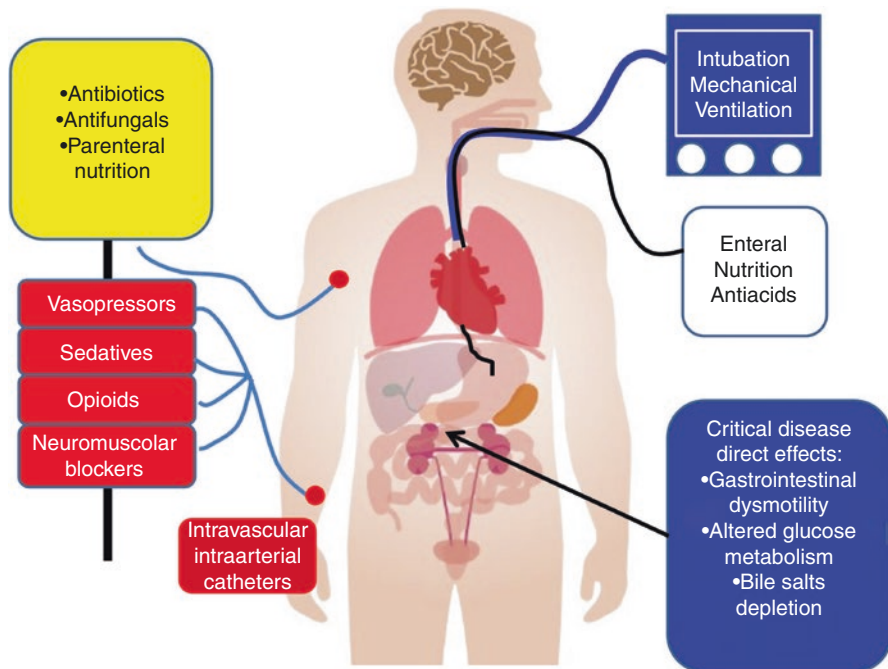 •Antibiotics
•Antifungals
•Parenteral
nutrition
Vasopressors
Sedatives
Opioids
Neuromuscolar
blockers
Intravascular
intraarterial
catheters
Intubation
Mechanical
Ventilation
Enteral
Nutrition
Antiacids
Critical disease
direct effects:
•Gastrointestinal
dysmotility
•Altered glucose
metabolism
•Bile salts
depletion